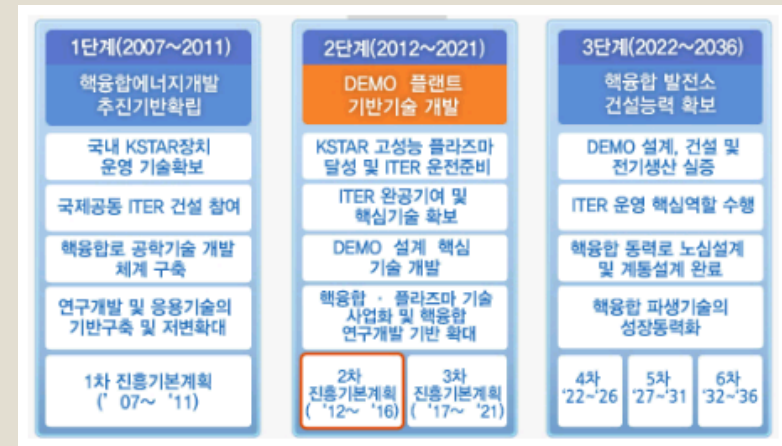 1단계(2007~2011)
핵융합에너지개발
추진기반확립
국내 KSTAR장치
운영 기술확보
국제공동 ITER 건설 참여
핵융합로 공학기술 개발
체계 구축
연구개발 및 응용기술의
기반구축 및 저변확대
1차 진흥기본계획
(’ 07~ '11)
2단계(2012~2021)
DEMO 플랜트
기반기술 개발
KSTAR 고성능 플라즈마
달성 및 ITER 운전준비
ITER 완공기여 및
핵심기술 확보
DEMO 설계 핵심
기술 개발
핵융합 · 플라즈마 기술
사업화 및 핵융합
연구개발 기반 확대
2차
진흥기본계획
( '12~ '16)
3차
진흥기본계획
( '17~ '21)
3단계(2022~2036)
핵융합 발전소
건설능력 확보
DEMO 설계, 건설 및
전기생산 실증
ITER 운영 핵심역할 수행
핵융합 동력로 노심설계
및 계통설계 완료
핵융합 파생기술의
성장동력화
4차
‘22~‘26
5차
‘27~‘31
6차
‘32~‘36